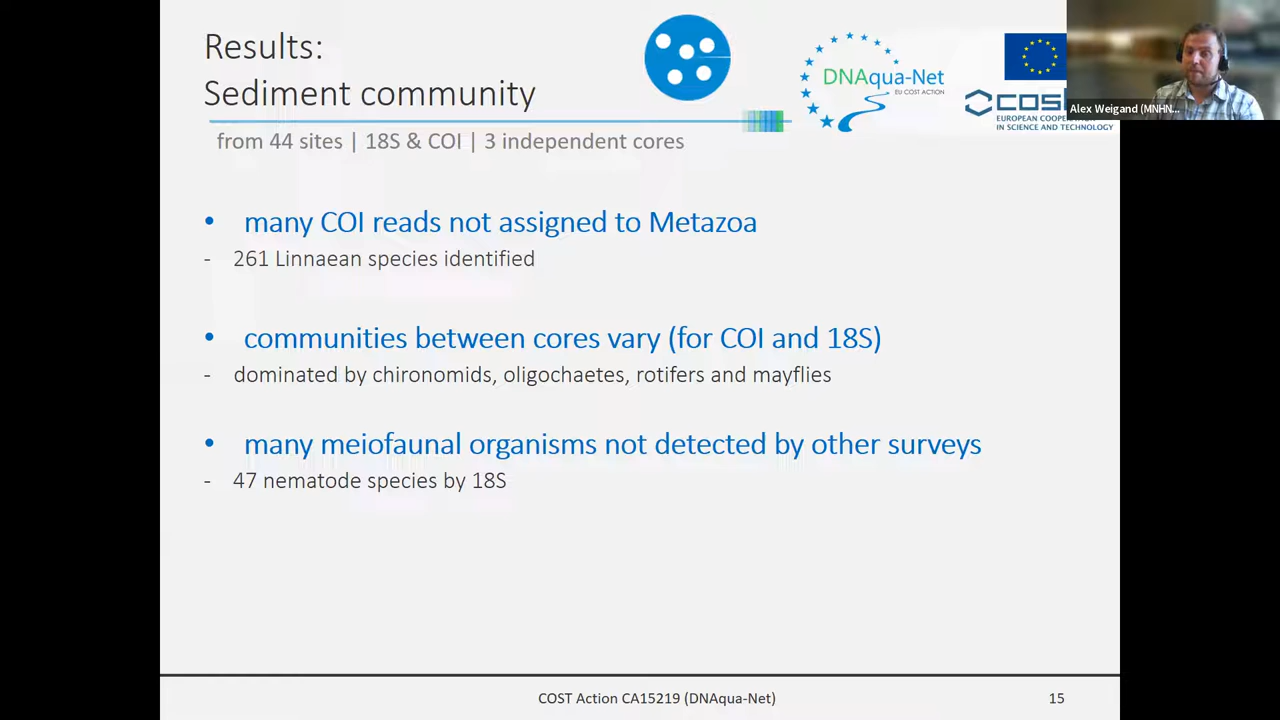 Results:
Sediment community
DNAqua-Net
EU COST ACTION
COS
EUROPEAN COOPERA
IN SCIENCE AND TECHNOLOGY
Alex Weigand (MNHN...
from 44 sites | 18S & COI | 3 independent cores
• many COI reads not assigned to Metazoa
- 261 Linnaean species identified
• communities between cores vary (for COI and 18S)
- dominated by chironomids, oligochaetes, rotifers and mayflies
• many meiofaunal organisms not detected by other surveys
- 47 nematode species by 18S
COST Action CA15219 (DNAqua-Net)
15